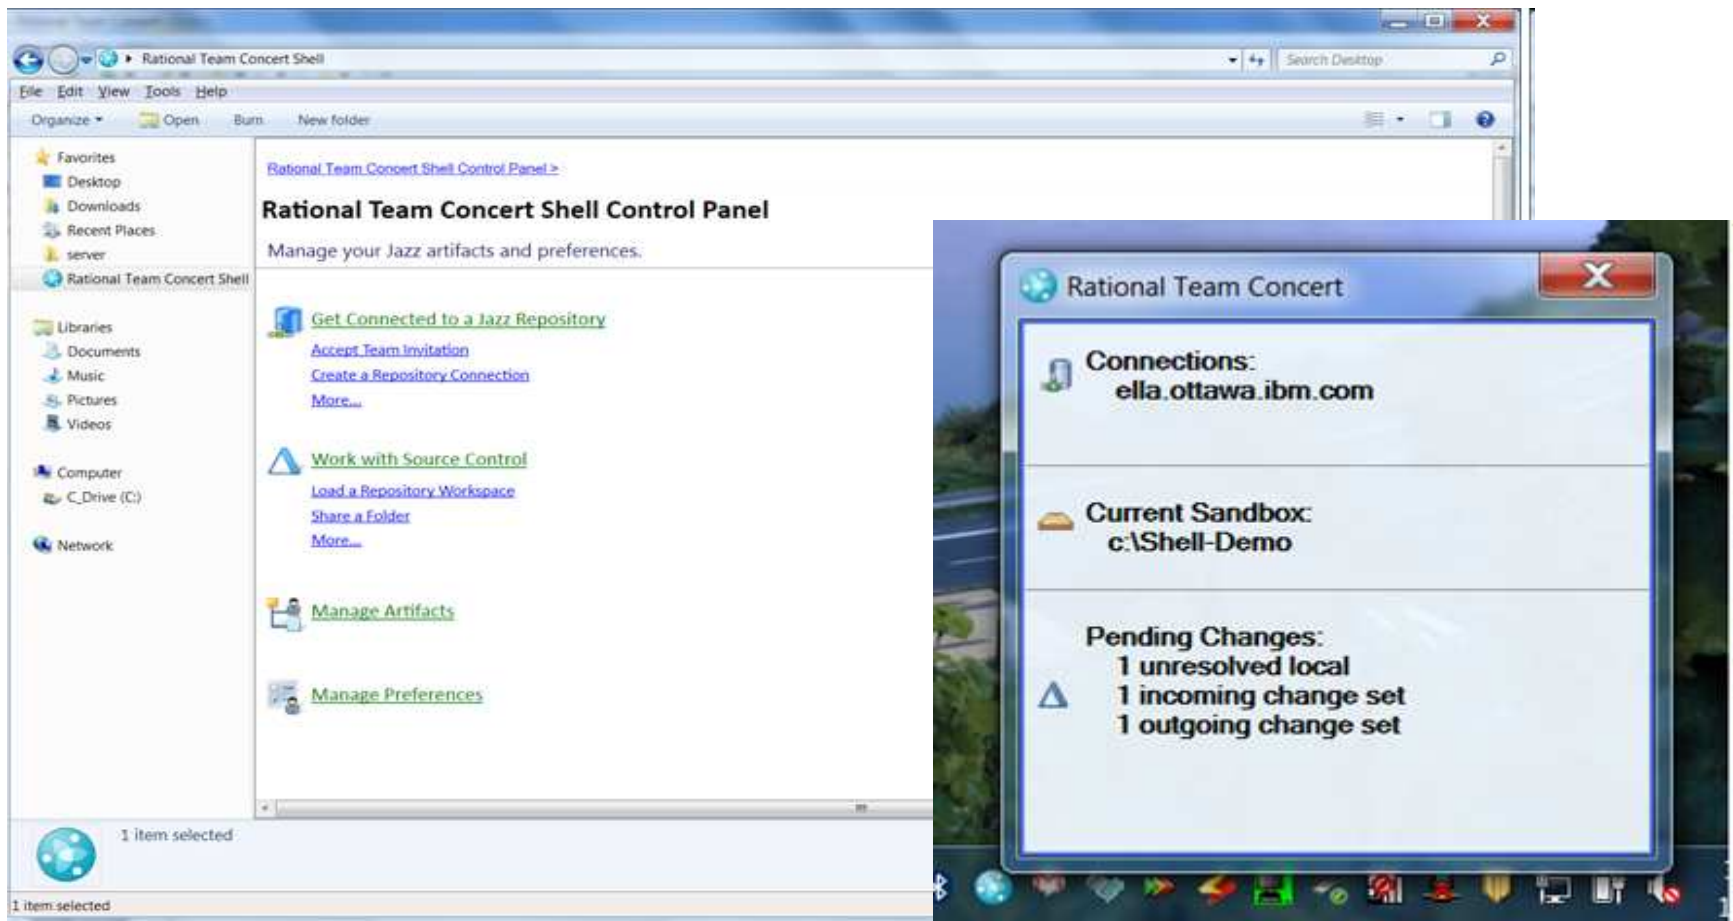 Rational Team Concert Shell
Search Desktop
File Edit View Tools Help
Organize Open Burn New folder
Favorites
Desktop
Downloads
Recent Places
server
Rational Team Concert Shell
Libraries
Documents
Music
Pictures
Videos
Computer
C_Drive (C:)
Network
Rational Team Concert Shell Control Panel >
Rational Team Concert Shell Control Panel
Manage your Jazz artifacts and preferences.
Get Connected to a Jazz Repository
Accept Team Invitation
Create a Repository Connection
More...
Work with Source Control
Load a Repository Workspace
Share a Folder
More...
Manage Artifacts
Manage Preferences
1 item selected
1 item selected
Rational Team Concert
Connections:
ella.ottawa.ibm.com
Current Sandbox:
c:\Shell-Demo
Pending Changes:
1 unresolved local
1 incoming change set
1 outgoing change set